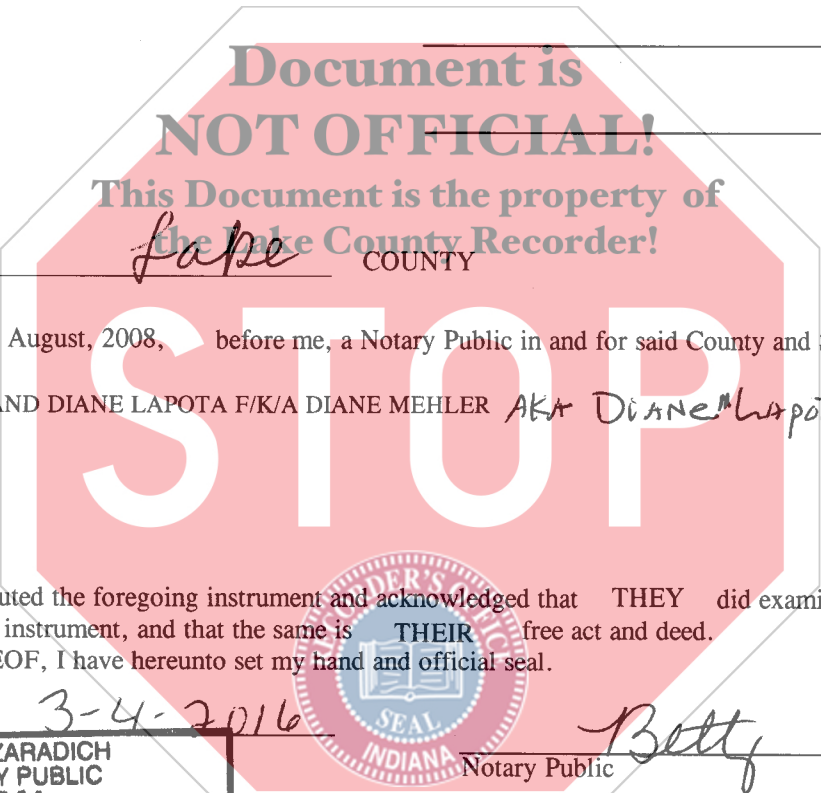 Document is
NOT OFFICIAL!
This Document is the property of
the Lake County Recorder!
Lake COUNTY
August, 2008, before me, a Notary Public in and for said County and
AND DIANE LAPOTA F/K/A DIANE MEHLER AKA DiANe M LApo
STOP
uted the foregoing instrument and acknowledged that THEY did exami
instrument, and that the same is THEIR free act and deed.
EOF, I have hereunto set my hand and official seal.
RECORDER'S OFFICE
SEAL
INDIANA
3-4-2016
Betty
Notary Public
ZARADICH
Y PUBLIC